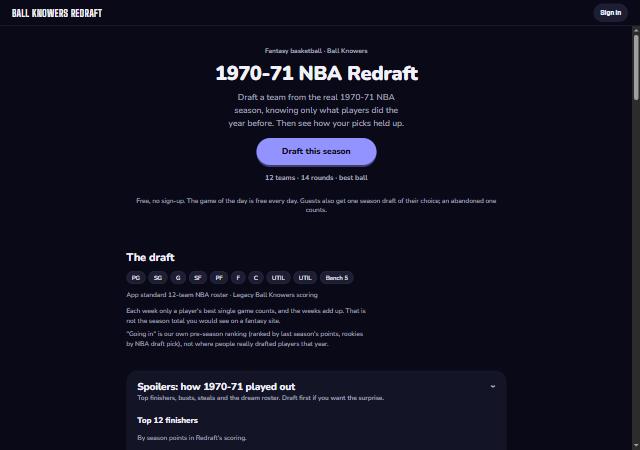 BALL KNOWERS REDRAFT
Sign in
Fantasy basketball · Ball Knowers
1970-71 NBA Redraft
Draft a team from the real 1970-71 NBA
season, knowing only what players did the
year before. Then see how your picks held up.
Draft this season
12 teams · 14 rounds · best ball
Free, no sign-up. The game of the day is free every day. Guests also get one season draft of their choice; an abandoned one
counts.
The draft
PG SG G SF PF F C UTIL UTIL Bench 5
App standard 12-team NBA roster · Legacy Ball Knowers scoring
Each week only a player's best single game counts, and the weeks add up. That is
not the season total you would see on a fantasy site.
"Going in" is our own pre-season ranking (ranked by last season's points, rookies
by NBA draft pick), not where people really drafted players that year.
Spoilers: how 1970-71 played out
Top finishers, busts, steals and the dream roster. Draft first if you want the surprise.
Top 12 finishers
By season points in Redraft's scoring.